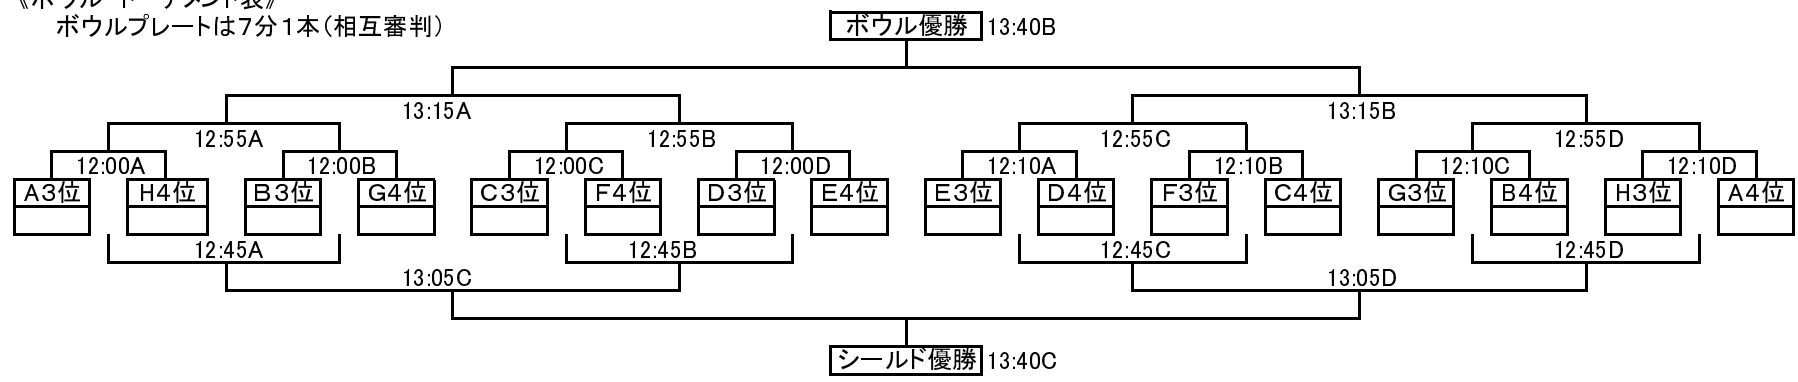 ボウルプレートは７分１本（相互審判）
ボウル優勝 13:40B
13:15A 13:15B
12:55A 12:55B 12:55C 12:55D
12:00A 12:00B 12:00C 12:00D 12:10A 12:10B 12:10C 12:10D
A３位 H４位 B３位 G４位 C３位 F４位 D３位 E４位 E３位 D４位 F３位 C４位 G３位 B４位 H３位 A４位
12:45A 12:45B 12:45C 12:45D
13:05C 13:05D
シールド優勝 13:40C